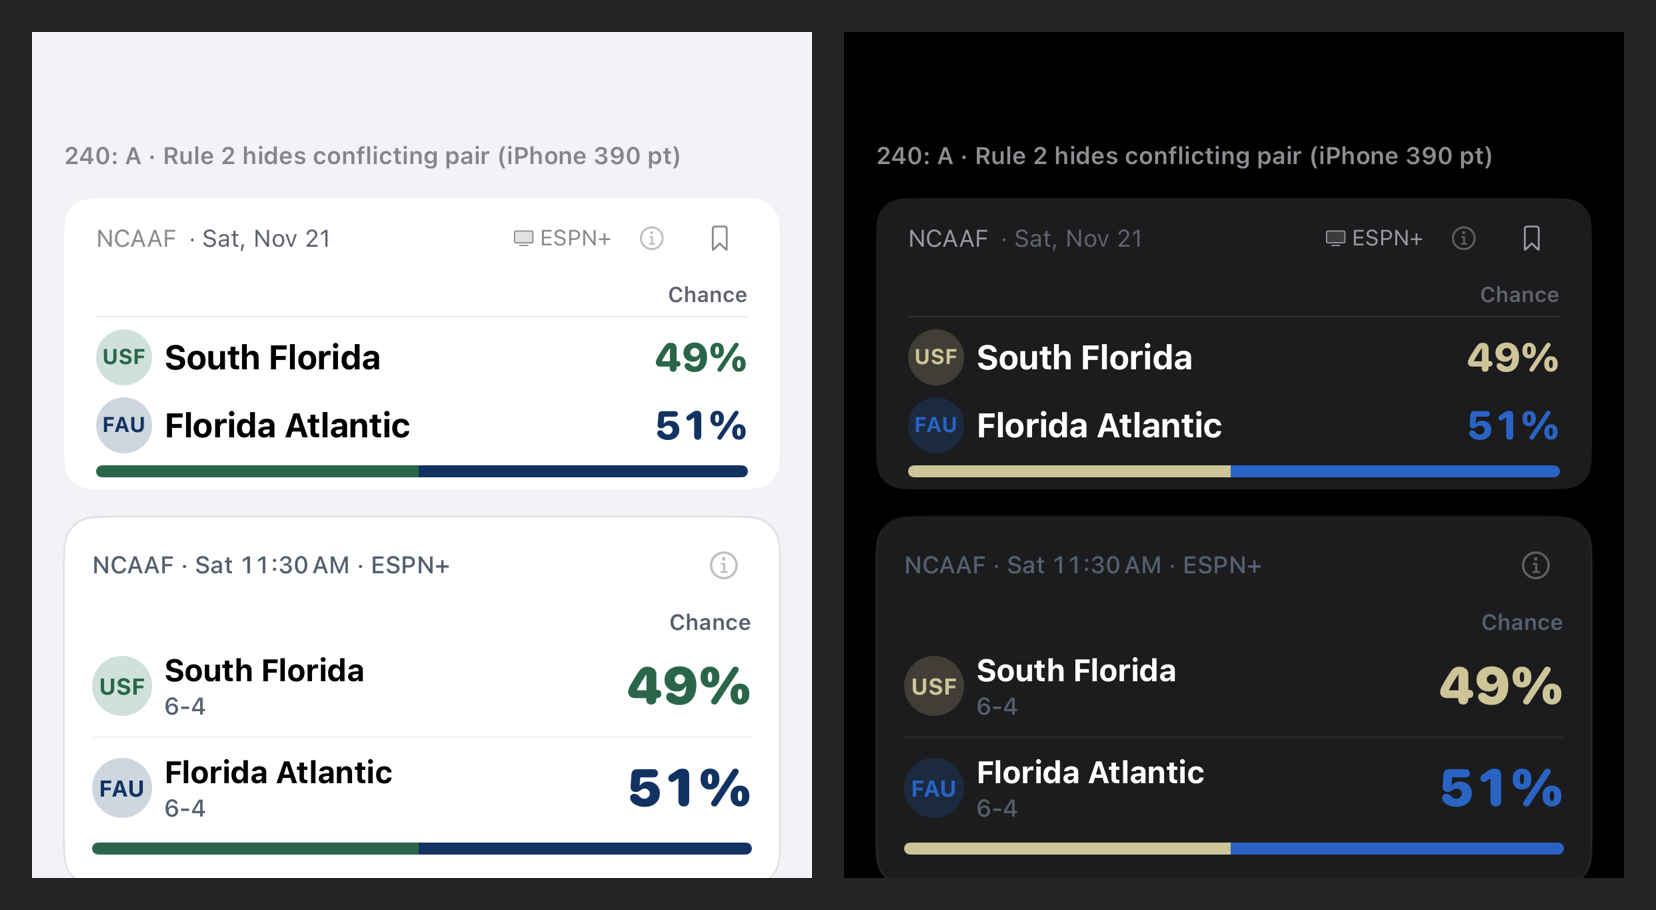 240: A · Rule 2 hides conflicting pair (iPhone 390 pt)
NCAAF · Sat, Nov 21 ESPN+
Chance
USF South Florida 49%
FAU Florida Atlantic 51%
NCAAF · Sat 11:30 AM · ESPN+
Chance
USF South Florida 49%
6-4
FAU Florida Atlantic 51%
6-4
240: A · Rule 2 hides conflicting pair (iPhone 390 pt)
NCAAF · Sat, Nov 21 ESPN+
Chance
USF South Florida 49%
FAU Florida Atlantic 51%
NCAAF · Sat 11:30 AM · ESPN+
Chance
USF South Florida 49%
6-4
FAU Florida Atlantic 51%
6-4